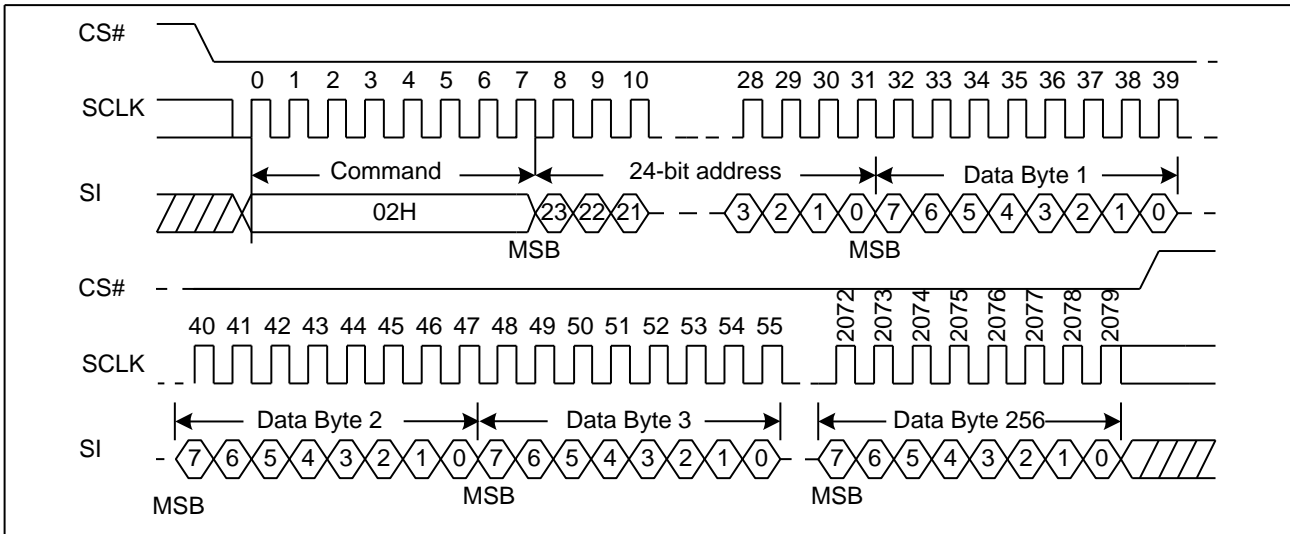 CS#
0 1 2 3 4 5 6 7 8 9 10 28 29 30 31 32 33 34 35 36 37 38 39
SCLK
Command 24-bit address Data Byte 1
SI
02H 23 22 21 3 2 1 0 7 6 5 4 3 2 1 0
MSB MSB
CS#
40 41 42 43 44 45 46 47 48 49 50 51 52 53 54 55 2072 2073 2074 2075 2076 2077 2078 2079
SCLK
Data Byte 2 Data Byte 3 Data Byte 256
SI
7 6 5 4 3 2 1 0 7 6 5 4 3 2 1 0 7 6 5 4 3 2 1 0
MSB MSB MSB